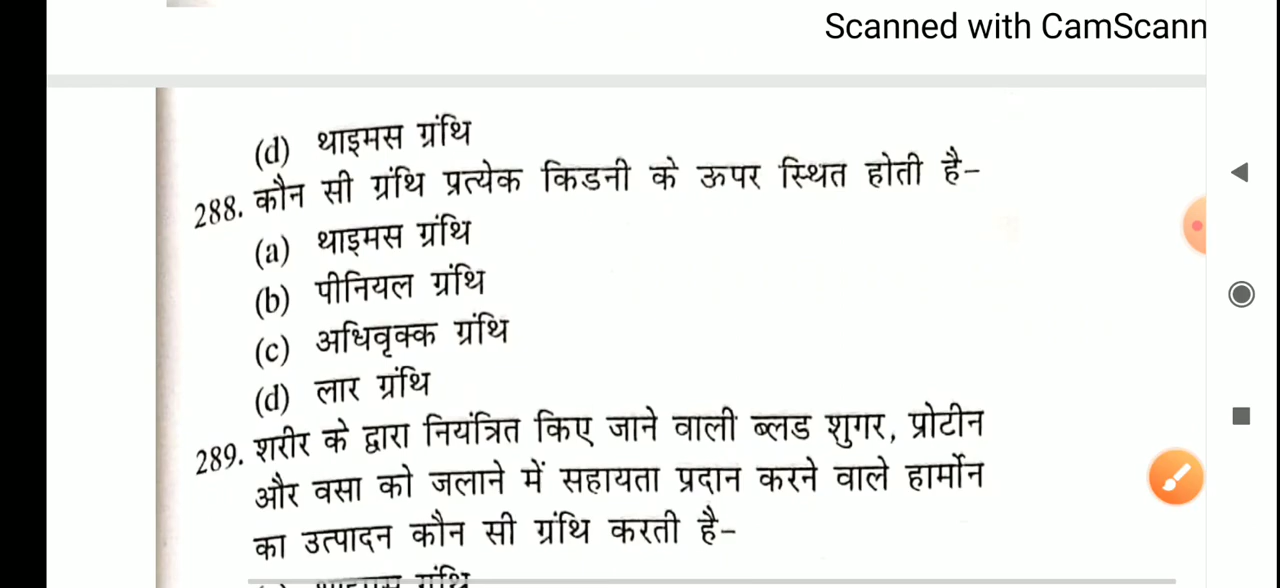 Scanned with CamScann
(d) थाइमस ग्रंथि
288. कौन सी ग्रंथि प्रत्येक किडनी के ऊपर स्थित होती है-
(a) थाइमस ग्रंथि
(b) पीनियल ग्रंथि
(c) अधिवृक्क ग्रंथि
(d) लार ग्रंथि
289. शरीर के द्वारा नियंत्रित किए जाने वाली ब्लड शुगर, प्रोटीन
और वसा को जलाने में सहायता प्रदान करने वाले हार्मोन
का उत्पादन कौन सी ग्रंथि करती है-